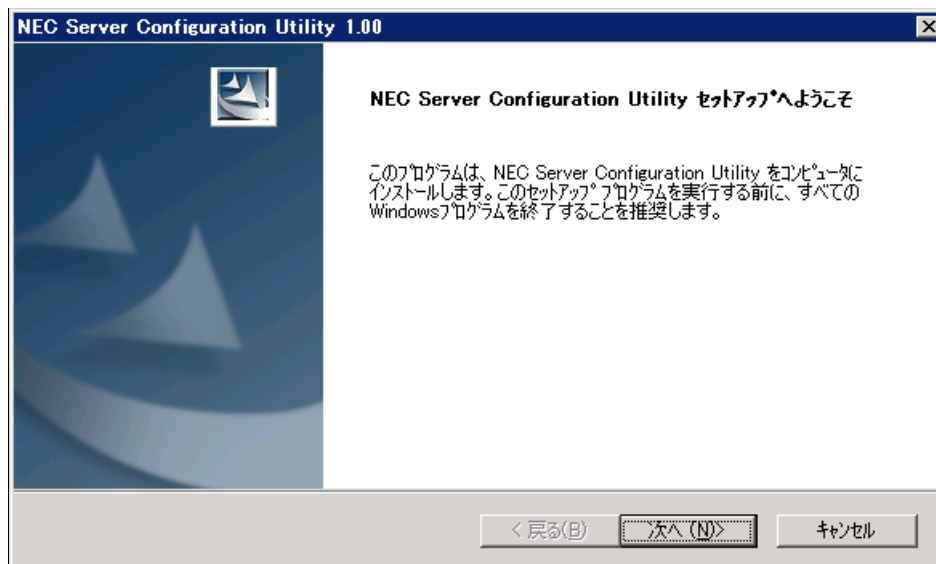 NEC Server Configuration Utility 1.00
NEC Server Configuration Utility ｾｯﾄｱｯﾌﾟへようこそ
このﾌﾟﾛｸﾞﾗﾑは、NEC Server Configuration Utility をｺﾝﾋﾟｭｰﾀに
ｲﾝｽﾄｰﾙします。このｾｯﾄｱｯﾌﾟ ﾌﾟﾛｸﾞﾗﾑを実行する前に、すべての
Windowsﾌﾟﾛｸﾞﾗﾑを終了することを推奨します。
< 戻る(B)
次へ (N)>
ｷｬﾝｾﾙ